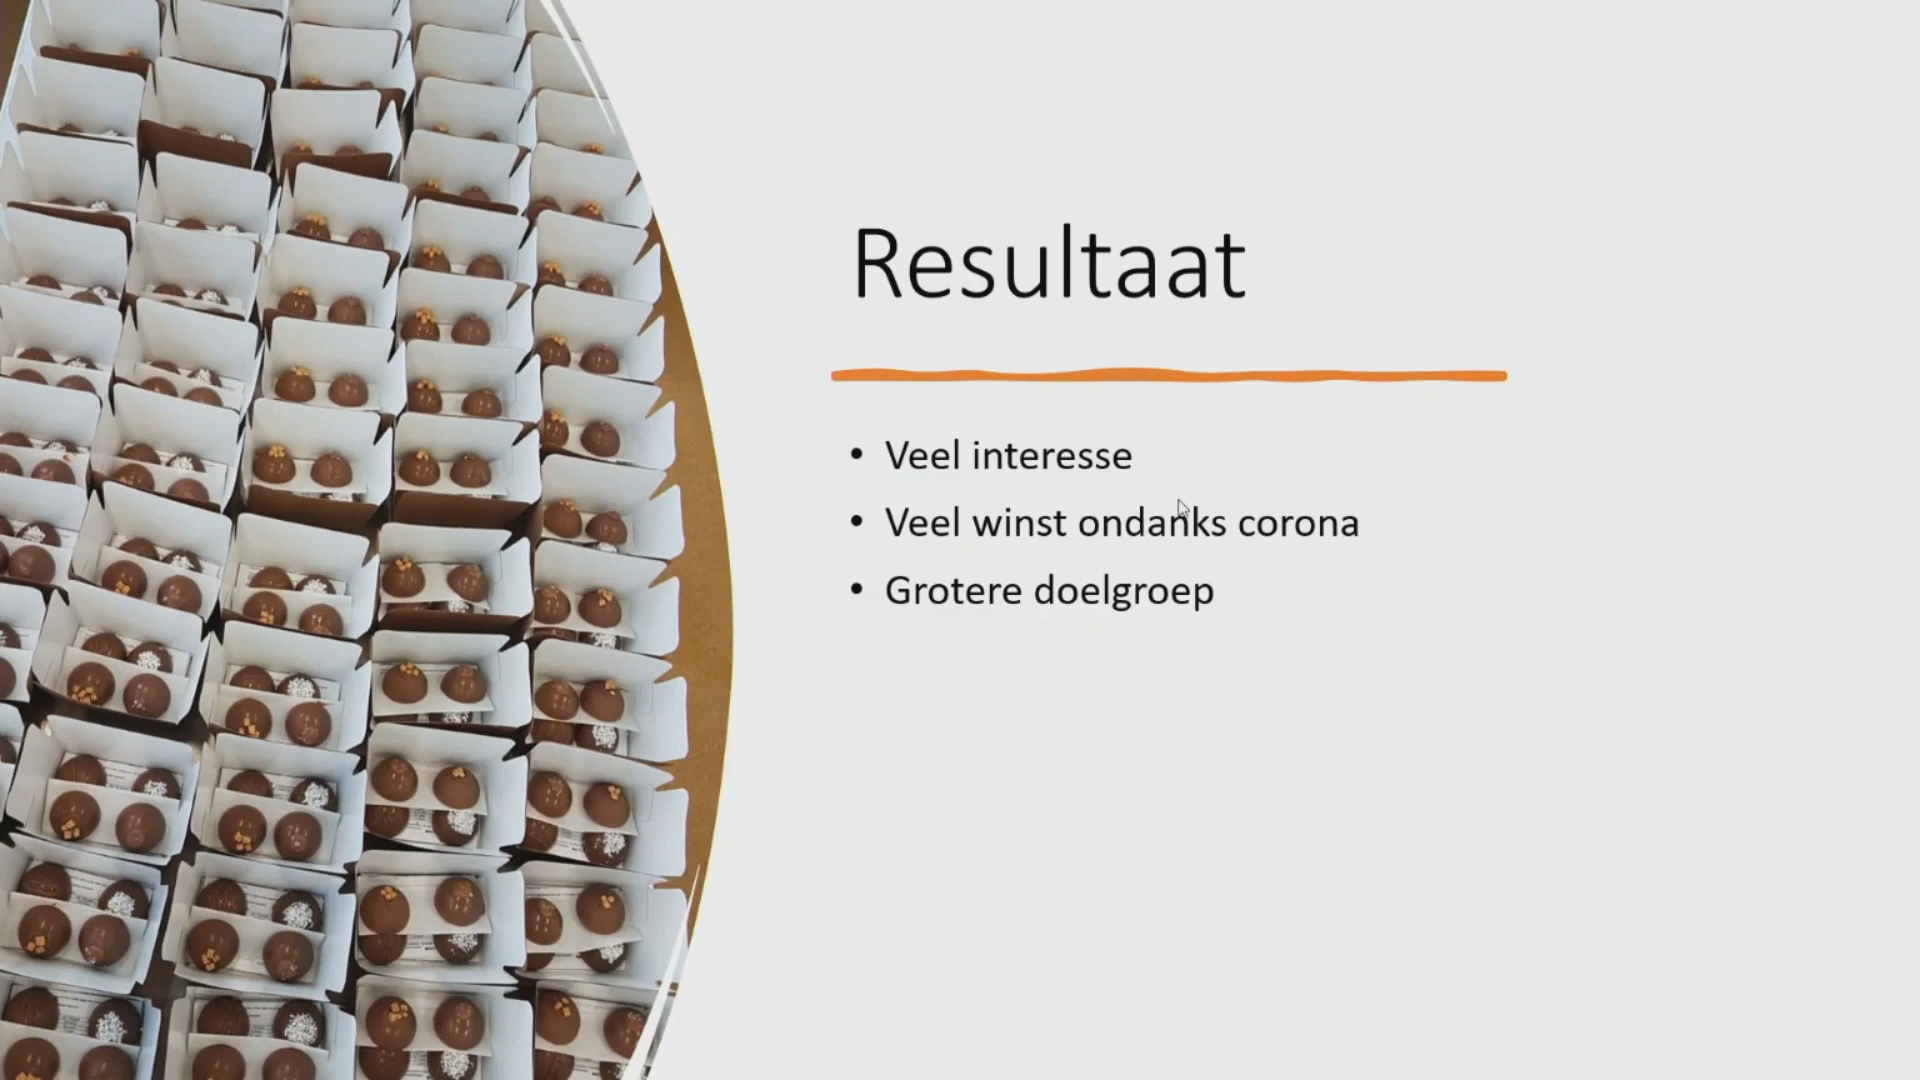 Resultaat
• Veel interesse
• Veel winst ondanks corona
• Grotere doelgroep